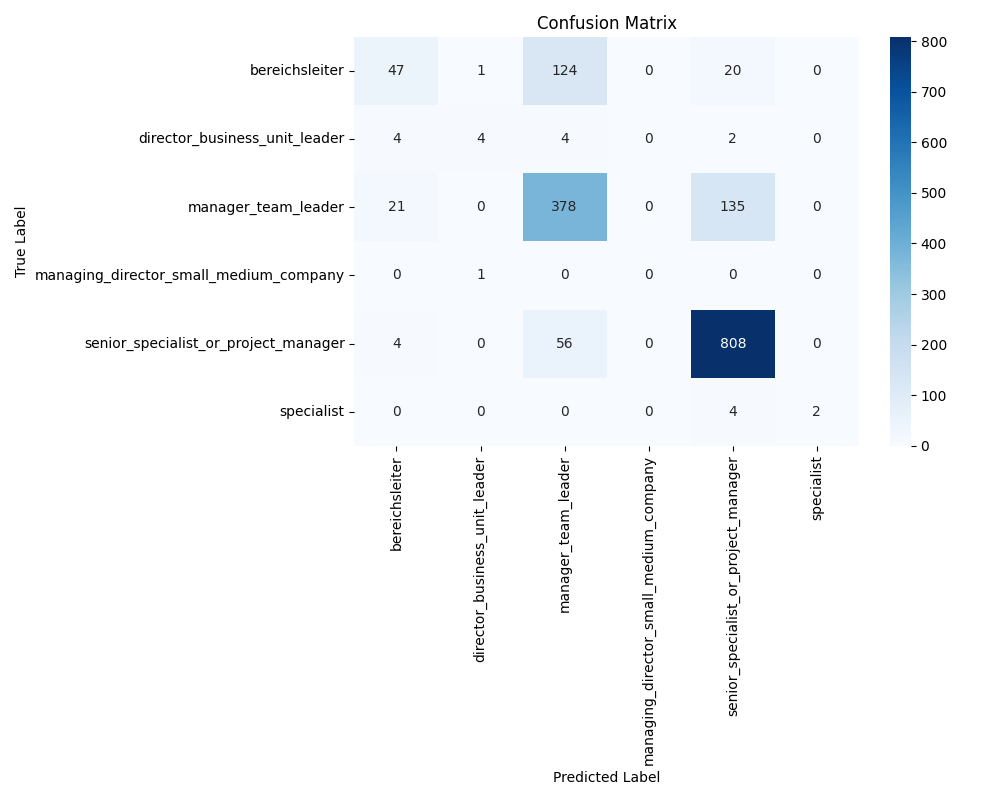 Confusion Matrix
True Label
bereichsleiter 47 1 124 0 20 0
director_business_unit_leader 4 4 4 0 2 0
manager_team_leader 21 0 378 0 135 0
managing_director_small_medium_company 0 1 0 0 0 0
senior_specialist_or_project_manager 4 0 56 0 808 0
specialist 0 0 0 0 4 2
bereichsleiter
director_business_unit_leader
manager_team_leader
managing_director_small_medium_company
senior_specialist_or_project_manager
specialist
Predicted Label
800
700
600
500
400
300
200
100
0